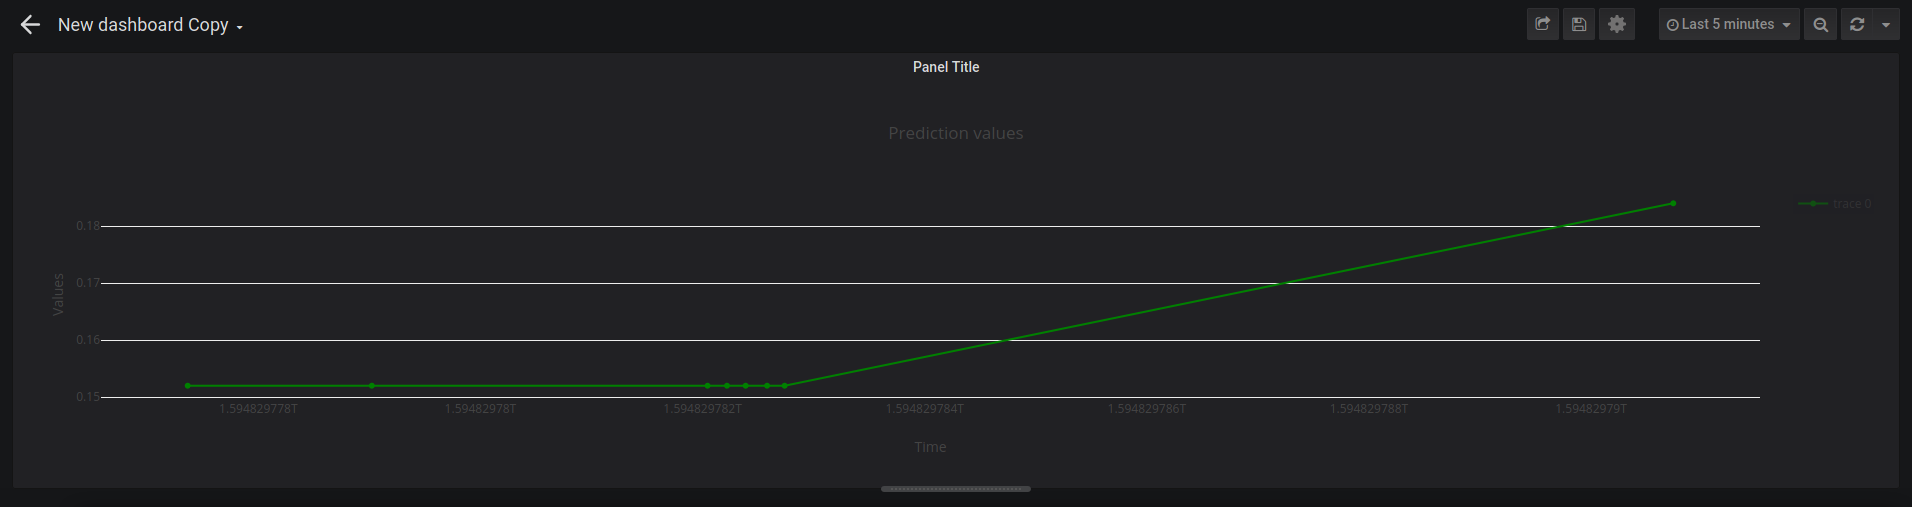 New dashboard Copy
Last 5 minutes
Panel Title
Prediction values
trace 0
Values
0.18
0.17
0.16
0.15
1.594829778T 1.59482978T 1.594829782T 1.594829784T 1.594829786T 1.594829788T 1.59482979T
Time